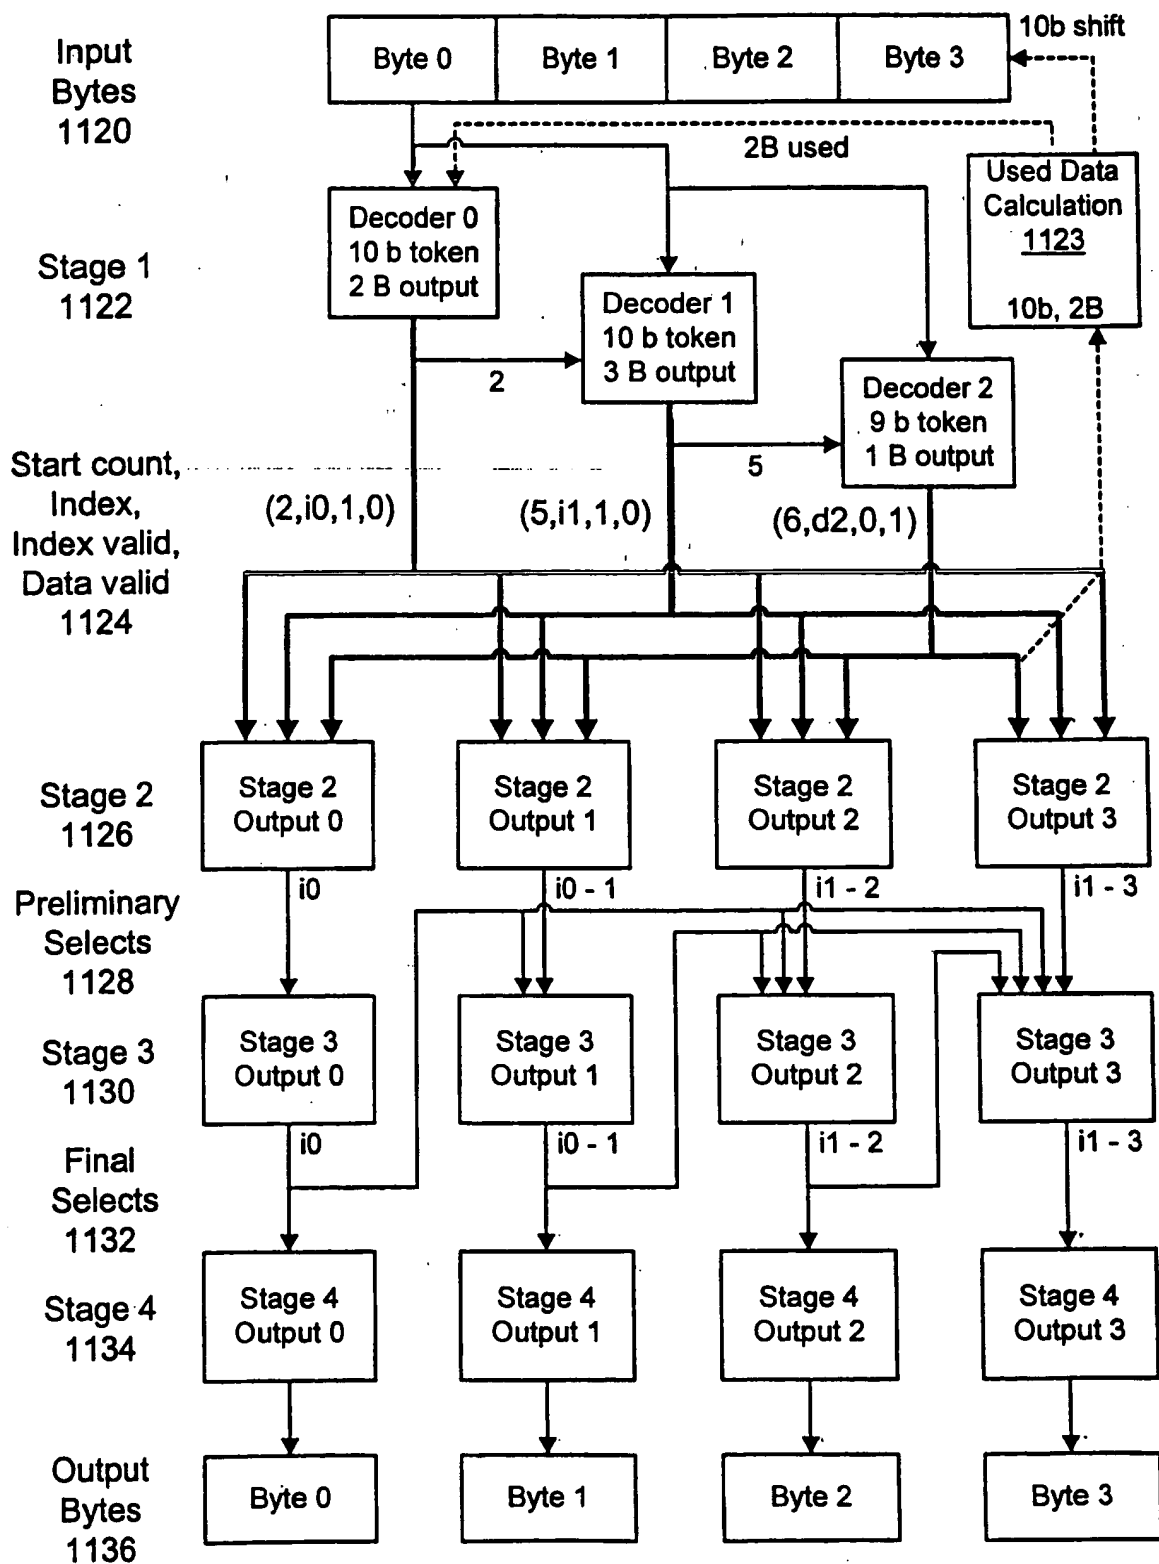 Input
Bytes
1120
Byte 0
Byte 1
Byte 2
Byte 3
10b shift
2B used
Used Data
Calculation
1123
10b, 2B
Stage 1
1122
Decoder 0
10 b token
2 B output
Decoder 1
10 b token
3 B output
2
Decoder 2
9 b token
1 B output
5
Start count,
Index,
Index valid,
Data valid
1124
(2,i0,1,0)
(5,i1,1,0)
(6,d2,0,1)
Stage 2
1126
Stage 2
Output 0
Stage 2
Output 1
Stage 2
Output 2
Stage 2
Output 3
Preliminary
Selects
1128
i0
i0 - 1
i1 - 2
i1 - 3
Stage 3
1130
Stage 3
Output 0
Stage 3
Output 1
Stage 3
Output 2
Stage 3
Output 3
Final
Selects
1132
i0
i0 - 1
i1 - 2
i1 - 3
Stage 4
1134
Stage 4
Output 0
Stage 4
Output 1
Stage 4
Output 2
Stage 4
Output 3
Output
Bytes
1136
Byte 0
Byte 1
Byte 2
Byte 3